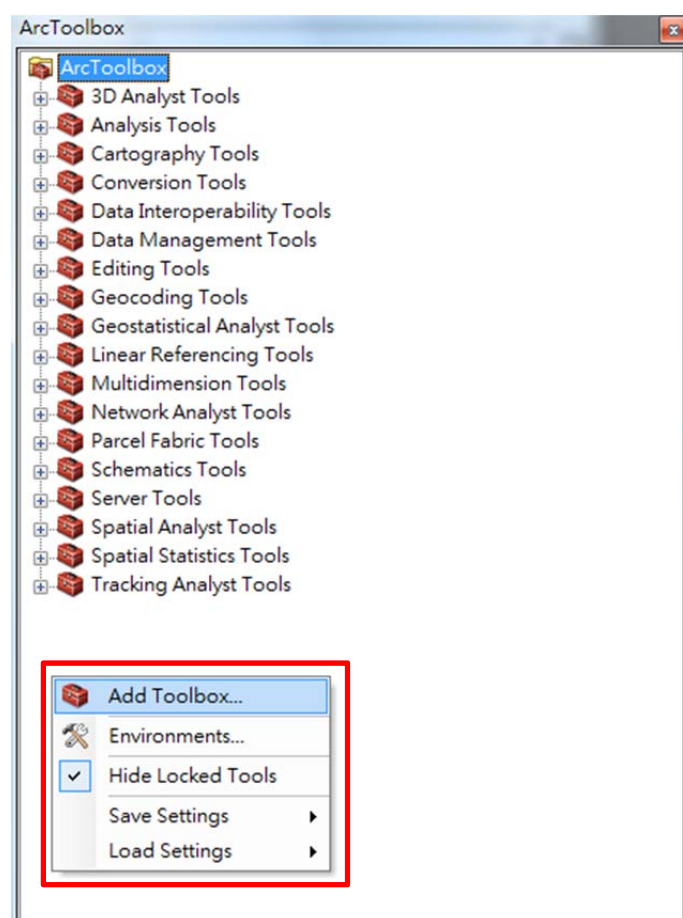 ArcToolbox
ArcToolbox
3D Analyst Tools
Analysis Tools
Cartography Tools
Conversion Tools
Data Interoperability Tools
Data Management Tools
Editing Tools
Geocoding Tools
Geostatistical Analyst Tools
Linear Referencing Tools
Multidimension Tools
Network Analyst Tools
Parcel Fabric Tools
Schematics Tools
Server Tools
Spatial Analyst Tools
Spatial Statistics Tools
Tracking Analyst Tools
Add Toolbox...
Environments...
Hide Locked Tools
Save Settings
Load Settings